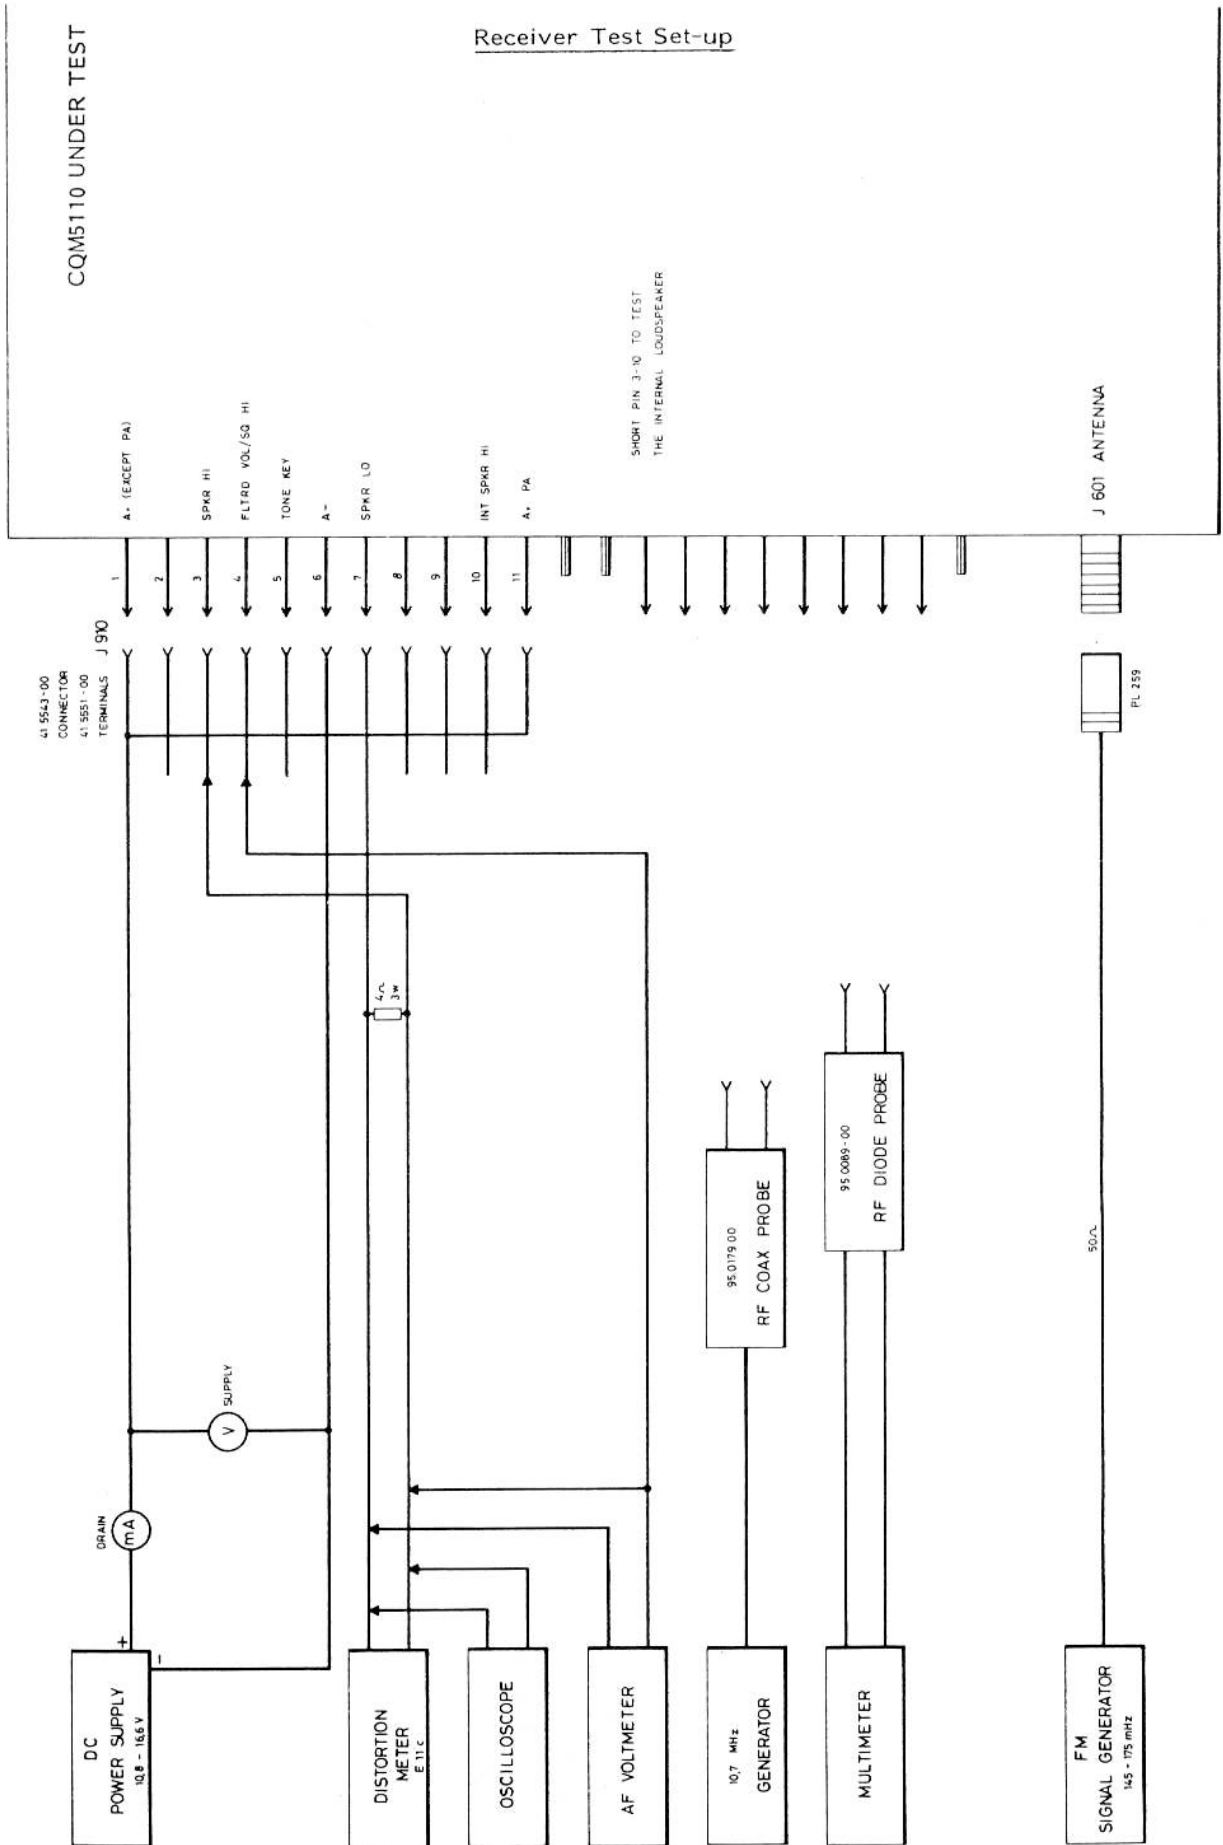 Receiver Test Set-up
CQM5110 UNDER TEST
A+ (EXCEPT PA)
SPKR HI
FLTRD VOL/SQ HI
TONE KEY
A-
SPKR LO
INT SPKR HI
A+ PA
SHORT PIN 3-10 TO TEST
THE INTERNAL LOUDSPEAKER
J 601 ANTENNA
1
2
3
4
5
6
7
8
9
10
11
41 5543-00
CONNECTOR
41 5551-00
TERMINALS
J 910
PL 259
4Ω
3w
95 0179 00
RF COAX PROBE
95 0089-00
RF DIODE PROBE
50Ω
V
SUPPLY
DRAIN
mA
+
-
DC
POWER SUPPLY
10,8 - 16,6 V
DISTORTION
METER
E 11 c
OSCILLOSCOPE
AF VOLTMETER
10,7 MHz
GENERATOR
MULTIMETER
FM
SIGNAL GENERATOR
145 - 175 mHz